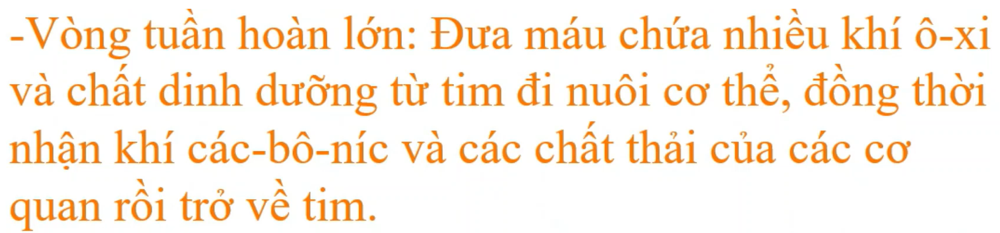 -Vòng tuần hoàn lớn: Đưa máu chứa nhiều khí ô-xi
và chất dinh dưỡng từ tim đi nuôi cơ thể, đồng thời
nhận khí các-bô-níc và các chất thải của các cơ
quan rồi trở về tim.